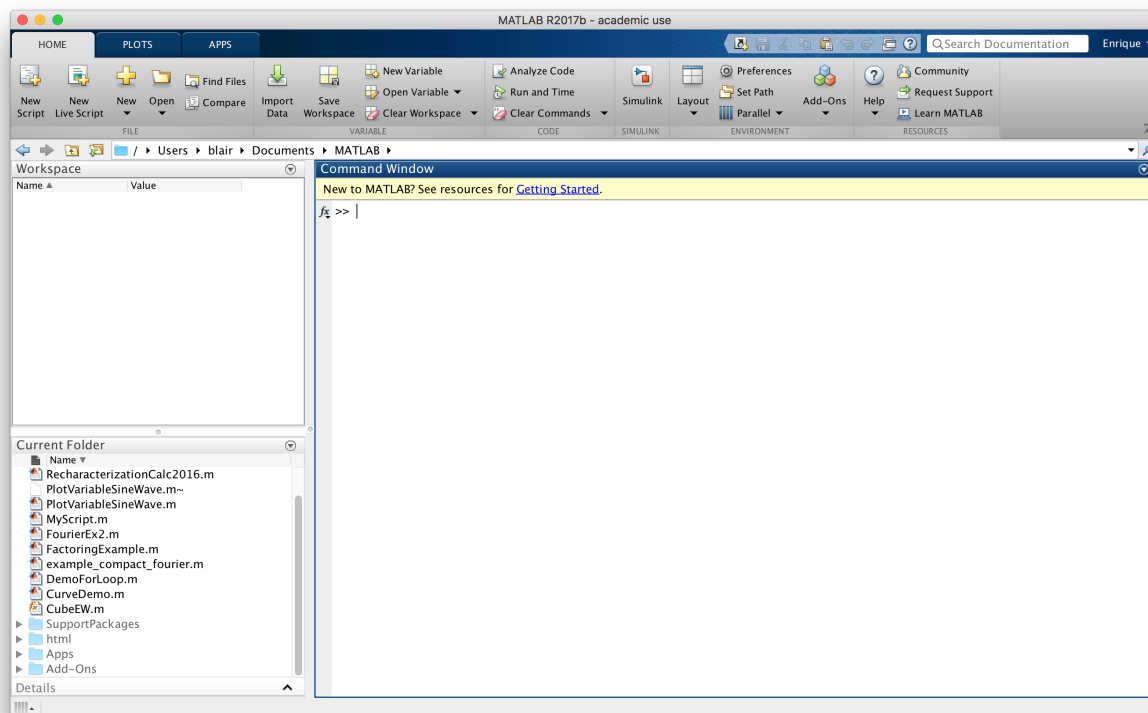 MATLAB R2017b - academic use
HOME PLOTS APPS
Search Documentation Enrique
New Script
New Live Script
New
Open
Find Files
Compare
Import Data
Save Workspace
New Variable
Open Variable
Clear Workspace
Analyze Code
Run and Time
Clear Commands
Simulink
Layout
Preferences
Set Path
Parallel
Add-Ons
Help
Community
Request Support
Learn MATLAB
FILE VARIABLE CODE SIMULINK ENVIRONMENT RESOURCES
/ Users blair Documents MATLAB
Workspace
Name Value
Command Window
New to MATLAB? See resources for Getting Started.
fx >>
Current Folder
Name
RecharacterizationCalc2016.m
PlotVariableSineWave.m~
PlotVariableSineWave.m
MyScript.m
FourierEx2.m
FactoringExample.m
example_compact_fourier.m
DemoForLoop.m
CurveDemo.m
CubeEW.m
SupportPackages
html
Apps
Add-Ons
Details